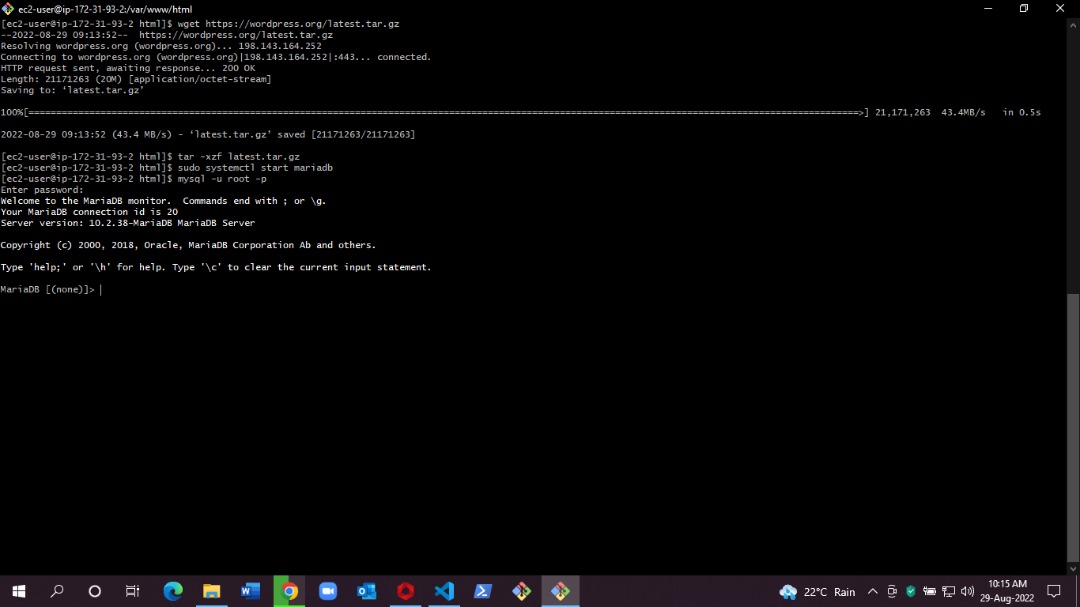 ec2-user@ip-172-31-93-2:/var/www/html
[ec2-user@ip-172-31-93-2 html]$ wget https://wordpress.org/latest.tar.gz
--2022-08-29 09:13:52--  https://wordpress.org/latest.tar.gz
Resolving wordpress.org (wordpress.org)... 198.143.164.252
Connecting to wordpress.org (wordpress.org)|198.143.164.252|:443... connected.
HTTP request sent, awaiting response... 200 OK
Length: 21171263 (20M) [application/octet-stream]
Saving to: ‘latest.tar.gz’
100%[=====================================================================================================================================================>] 21,171,263  43.4MB/s   in 0.5s
2022-08-29 09:13:52 (43.4 MB/s) - ‘latest.tar.gz’ saved [21171263/21171263]
[ec2-user@ip-172-31-93-2 html]$ tar -xzf latest.tar.gz
[ec2-user@ip-172-31-93-2 html]$ sudo systemctl start mariadb
[ec2-user@ip-172-31-93-2 html]$ mysql -u root -p
Enter password:
Welcome to the MariaDB monitor.  Commands end with ; or \g.
Your MariaDB connection id is 20
Server version: 10.2.38-MariaDB MariaDB Server
Copyright (c) 2000, 2018, Oracle, MariaDB Corporation Ab and others.
Type 'help;' or '\h' for help. Type '\c' to clear the current input statement.
MariaDB [(none)]>
22°C Rain
10:15 AM
29-Aug-2022